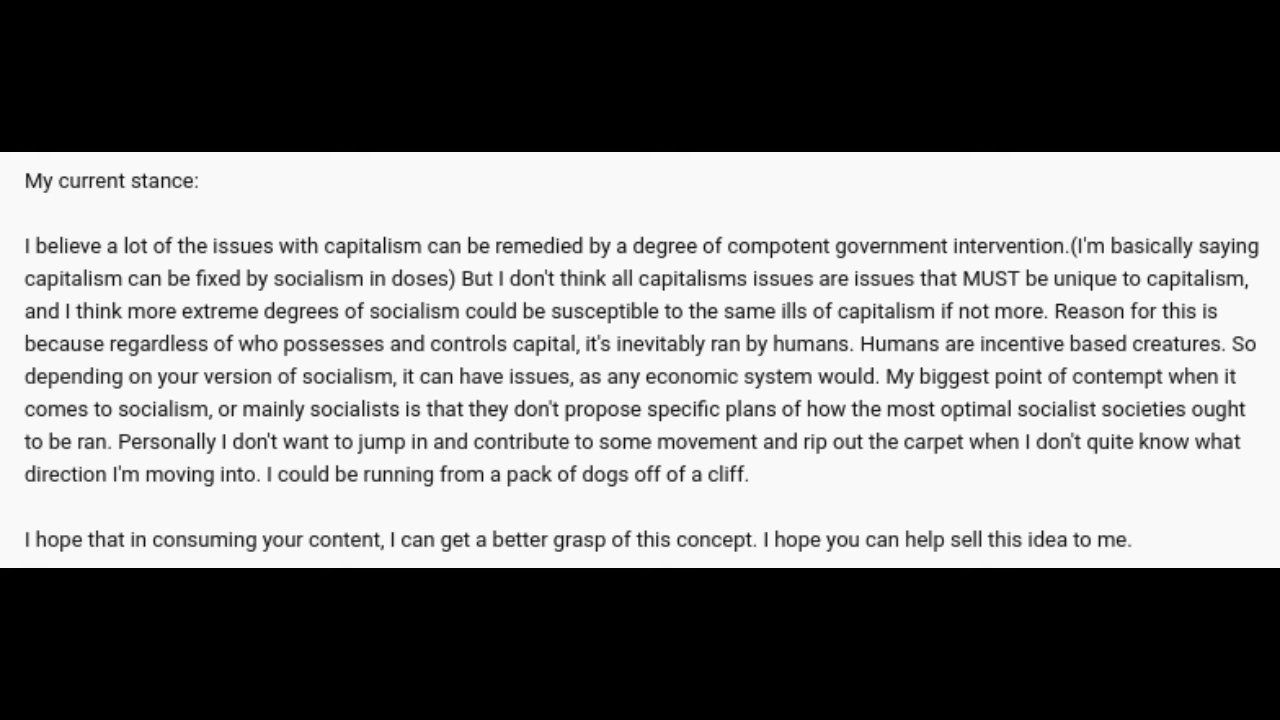 My current stance:
I believe a lot of the issues with capitalism can be remedied by a degree of compotent government intervention.(I'm basically saying
capitalism can be fixed by socialism in doses) But I don't think all capitalisms issues are issues that MUST be unique to capitalism,
and I think more extreme degrees of socialism could be susceptible to the same ills of capitalism if not more. Reason for this is
because regardless of who possesses and controls capital, it's inevitably ran by humans. Humans are incentive based creatures. So
depending on your version of socialism, it can have issues, as any economic system would. My biggest point of contempt when it
comes to socialism, or mainly socialists is that they don't propose specific plans of how the most optimal socialist societies ought
to be ran. Personally I don't want to jump in and contribute to some movement and rip out the carpet when I don't quite know what
direction I'm moving into. I could be running from a pack of dogs off of a cliff.
I hope that in consuming your content, I can get a better grasp of this concept. I hope you can help sell this idea to me.